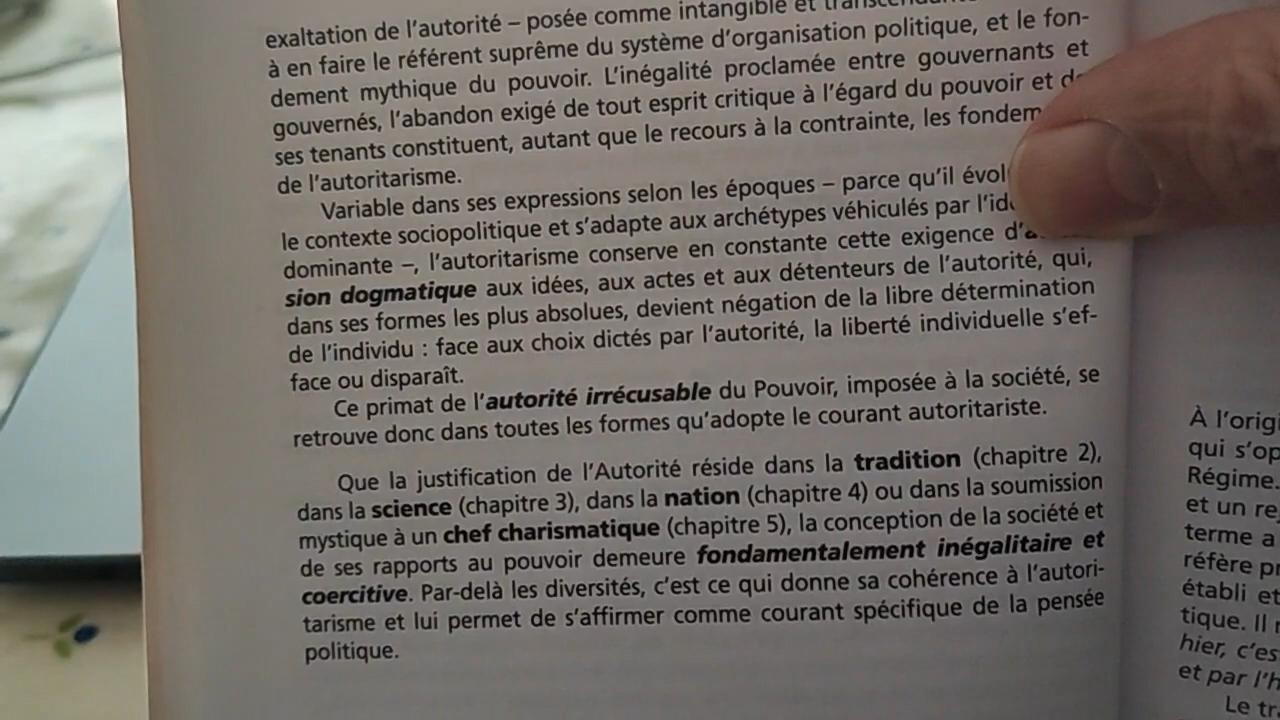 exaltation de l'autorité – posée comme intangible et
à en faire le référent suprême du système d'organisation politique, et le fon-
dement mythique du pouvoir. L'inégalité proclamée entre gouvernants et
gouvernés, l'abandon exigé de tout esprit critique à l'égard du pouvoir et
ses tenants constituent, autant que le recours à la contrainte, les
de l'autoritarisme.
Variable dans ses expressions selon les époques – parce qu'il
le contexte sociopolitique et s'adapte aux archétypes véhiculés par
dominante –, l'autoritarisme conserve en constante cette exigence
sion dogmatique aux idées, aux actes et aux détenteurs de l'autorité, qui,
dans ses formes les plus absolues, devient négation de la libre détermination
de l'individu : face aux choix dictés par l'autorité, la liberté individuelle s'ef-
face ou disparaît.
Ce primat de l'autorité irrécusable du Pouvoir, imposée à la société, se
retrouve donc dans toutes les formes qu'adopte le courant autoritariste.
Que la justification de l'Autorité réside dans la tradition (chapitre 2),
dans la science (chapitre 3), dans la nation (chapitre 4) ou dans la soumission
mystique à un chef charismatique (chapitre 5), la conception de la société et
de ses rapports au pouvoir demeure fondamentalement inégalitaire et
coercitive. Par-delà les diversités, c'est ce qui donne sa cohérence à l'autori-
tarisme et lui permet de s'affirmer comme courant spécifique de la pensée
politique.
À
qui s'op
Régime.
et un
terme a
réfère
établi et
tique. Il
hier, c'es
et par l'h
Le